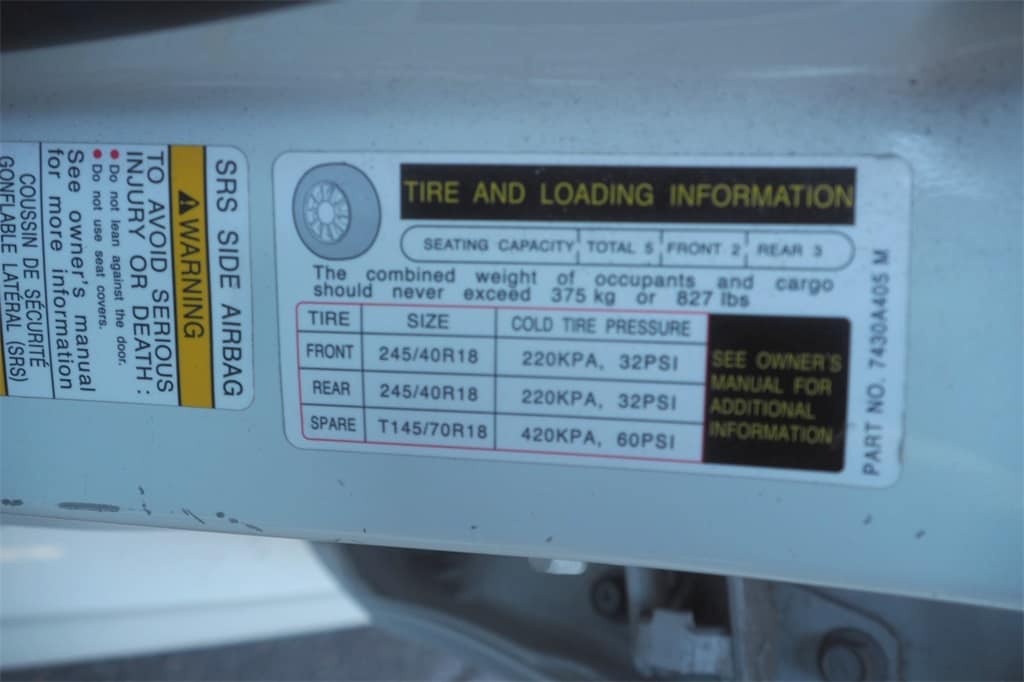 TIRE AND LOADING INFORMATION
SEATING CAPACITY TOTAL 5 FRONT 2 REAR 3
The combined weight of occupants and cargo
should never exceed 375 kg or 827 lbs
TIRE SIZE COLD TIRE PRESSURE
FRONT 245/40R18 220KPA, 32PSI
REAR 245/40R18 220KPA, 32PSI
SPARE T145/70R18 420KPA, 60PSI
SEE OWNER'S
MANUAL FOR
ADDITIONAL
INFORMATION
PART NO. 7430A405 M
SRS SIDE AIRBAG
WARNING
TO AVOID SERIOUS
INJURY OR DEATH:
● Do not lean against the door.
● Do not use seat covers.
See owner's manual
for more information
COUSSIN DE SÉCURITÉ
GONFLABLE LATÉRAL (SRS)